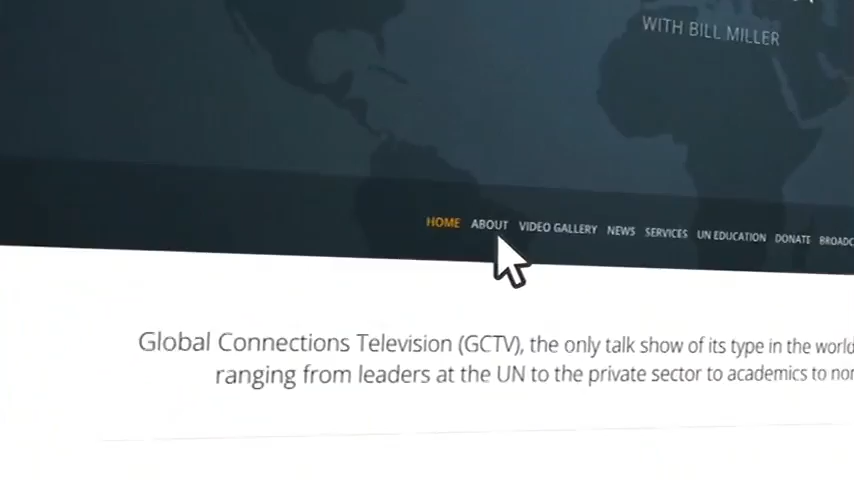 WITH BILL MILLER
HOME ABOUT VIDEO GALLERY NEWS SERVICES UN EDUCATION DONATE
Global Connections Television (GCTV), the only talk show of its type in the world
ranging from leaders at the UN to the private sector to academics to